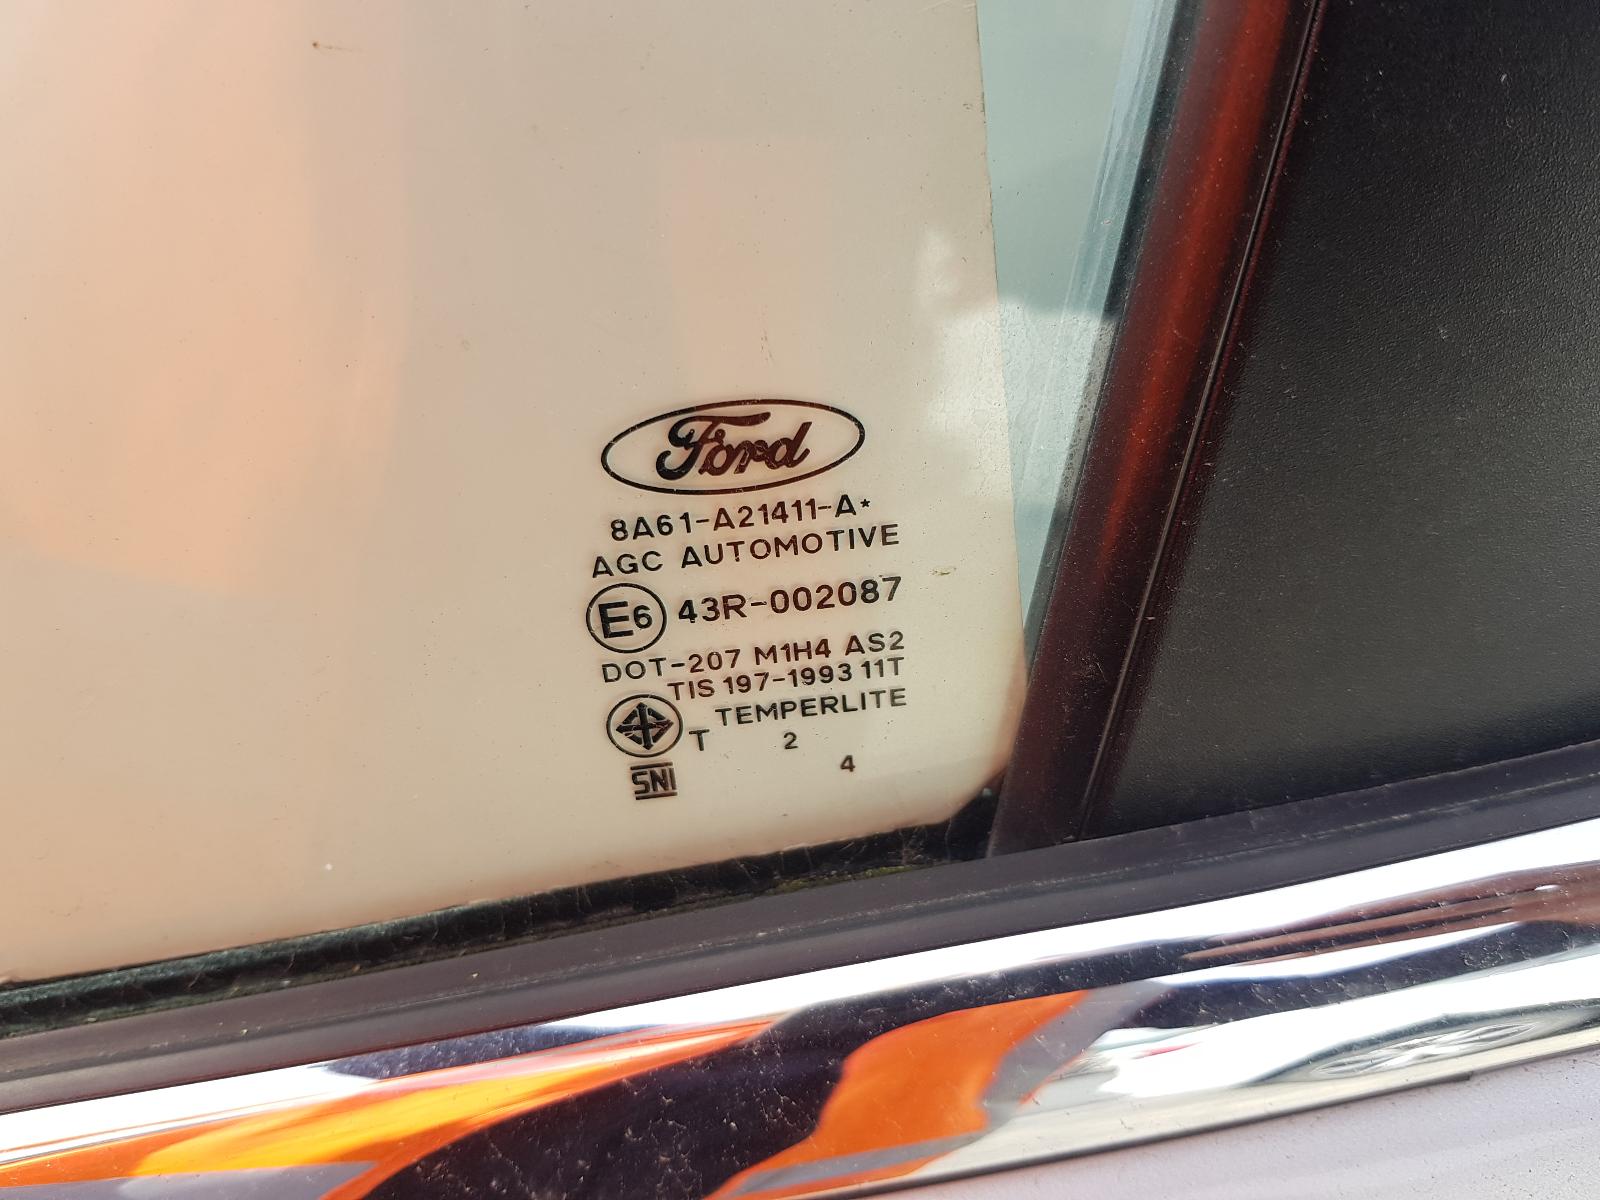 Ford
8A61-A21411-A*
AGC AUTOMOTIVE
E6 43R-002087
DOT-207 M1H4 AS2
TIS 197-1993 11T
TEMPERLITE
T 2
4
SNI